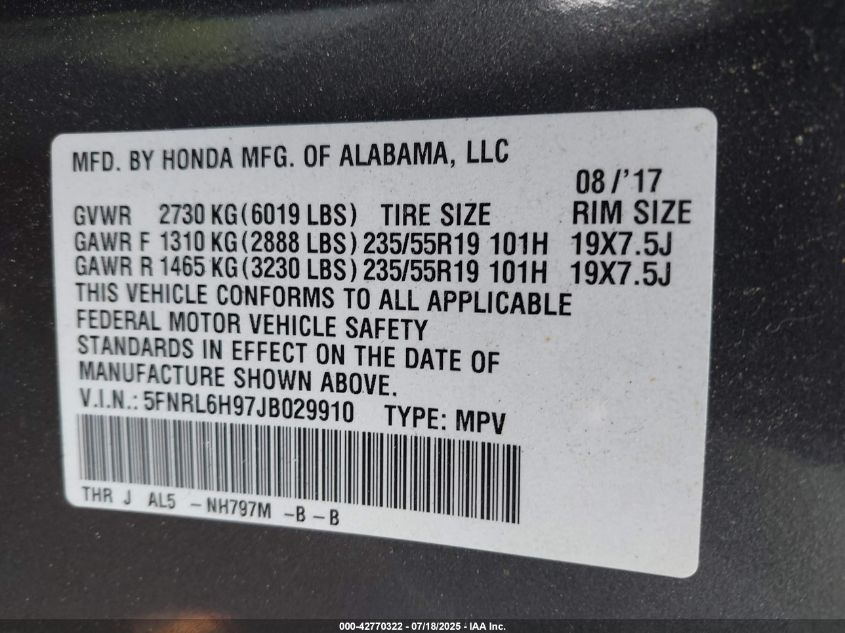 MFD. BY HONDA MFG. OF ALABAMA, LLC
08/'17
GVWR 2730 KG(6019 LBS) TIRE SIZE RIM SIZE
GAWR F 1310 KG(2888 LBS) 235/55R19 101H 19X7.5J
GAWR R 1465 KG(3230 LBS) 235/55R19 101H 19X7.5J
THIS VEHICLE CONFORMS TO ALL APPLICABLE
FEDERAL MOTOR VEHICLE SAFETY
STANDARDS IN EFFECT ON THE DATE OF
MANUFACTURE SHOWN ABOVE.
V.I.N.: 5FNRL6H97JB029910 TYPE: MPV
THR J AL5 - NH797M - B - B
000-42770322 - 07/18/2025 - IAA Inc.